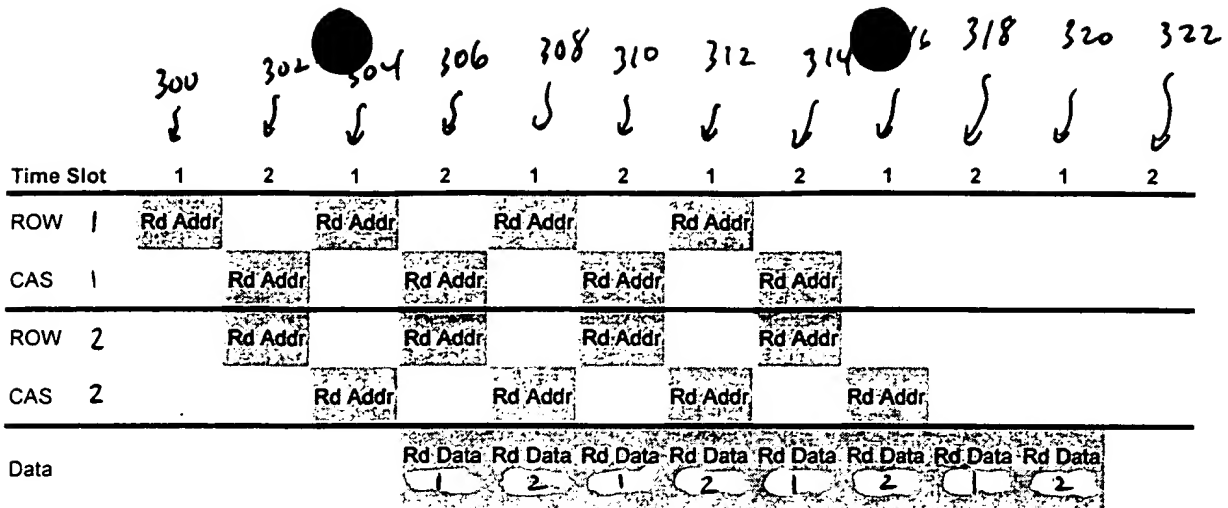 300 302 304 306 308 310 312 314 16 318 320 322
Time Slot 1 2 1 2 1 2 1 2 1 2 1 2
ROW 1 Rd Addr Rd Addr Rd Addr Rd Addr
CAS 1 Rd Addr Rd Addr Rd Addr Rd Addr
ROW 2 Rd Addr Rd Addr Rd Addr Rd Addr
CAS 2 Rd Addr Rd Addr Rd Addr Rd Addr
Rd Data Rd Data Rd Data Rd Data Rd Data Rd Data Rd Data Rd Data
Data 1 2 1 2 1 2 1 2